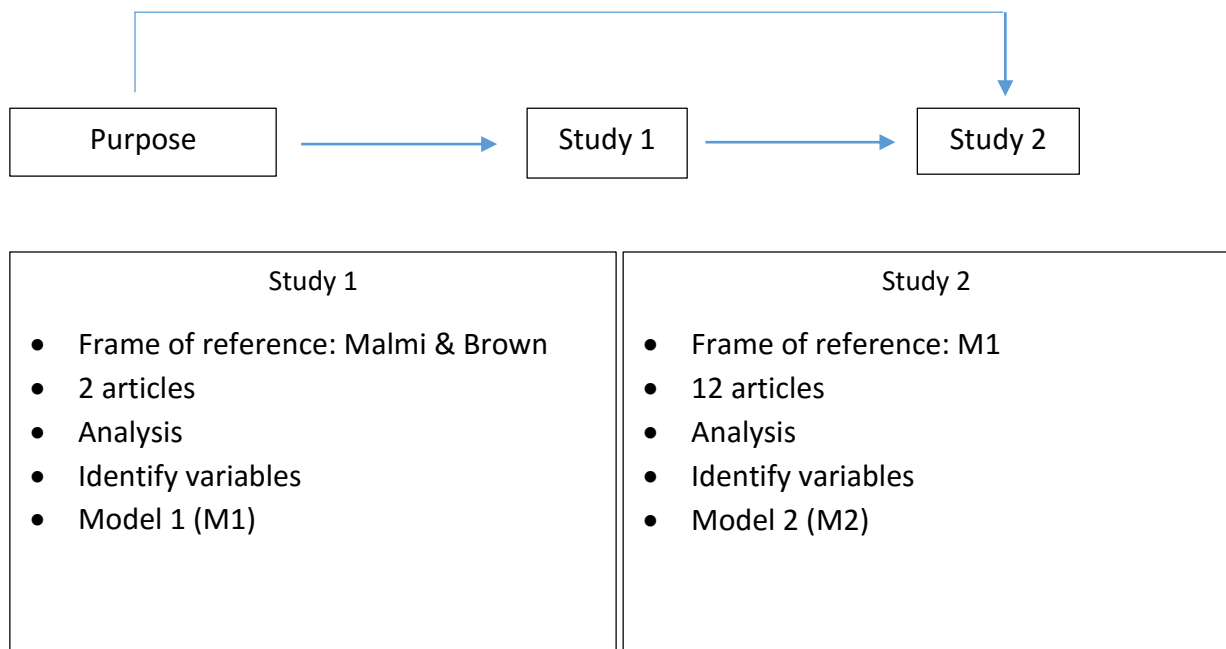 Purpose
Study 1
Study 2
Study 1
• Frame of reference: Malmi & Brown
• 2 articles
• Analysis
• Identify variables
• Model 1 (M1)
Study 2
• Frame of reference: M1
• 12 articles
• Analysis
• Identify variables
• Model 2 (M2)